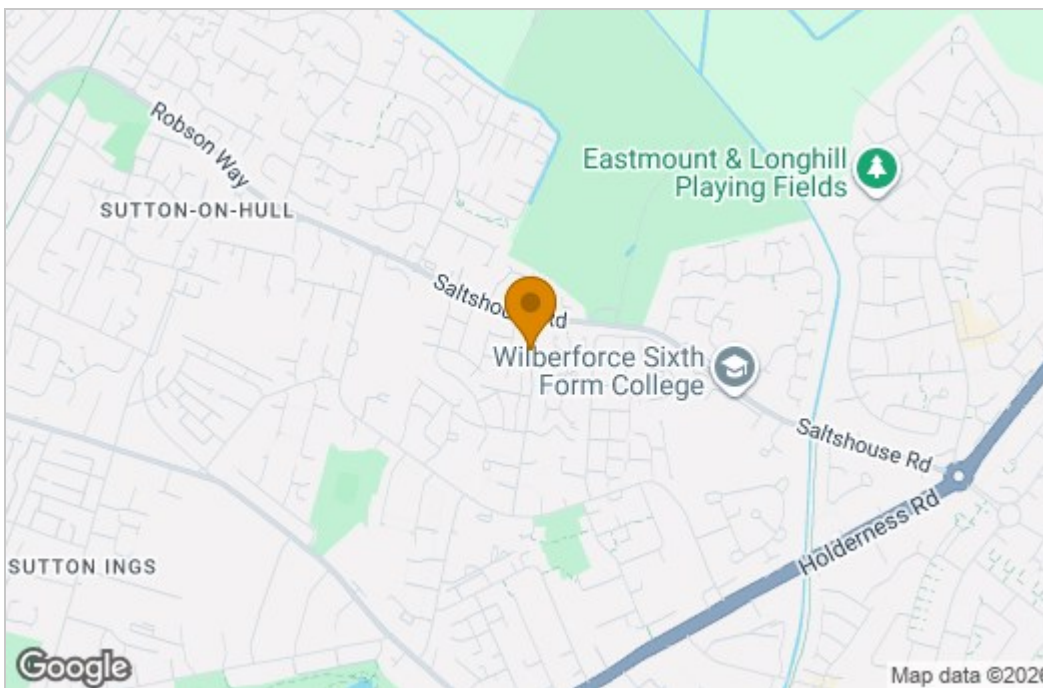 Robson Way
Eastmount & Longhill
Playing Fields
SUTTON-ON-HULL
Saltshouse Rd
Wilberforce Sixth
Form College
Saltshouse Rd
Holderness Rd
SUTTON INGS
Google
Map data ©2026